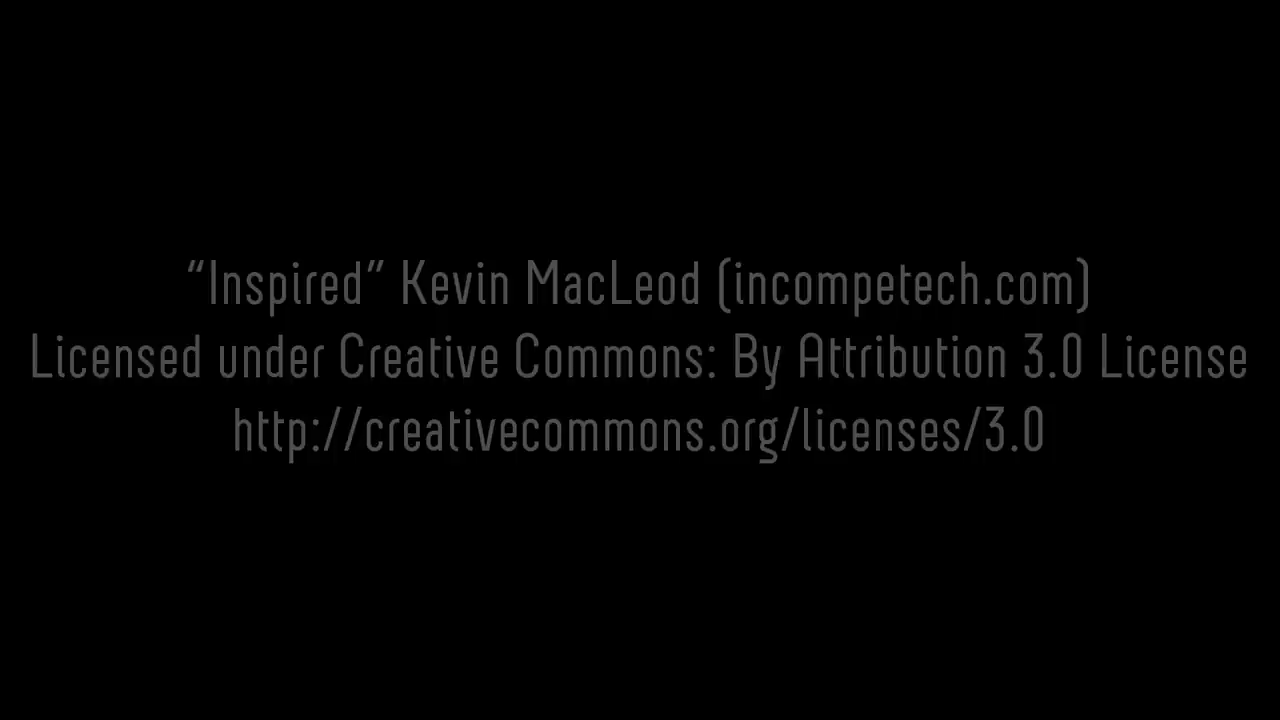 “Inspired” Kevin MacLeod (incompetech.com)
Licensed under Creative Commons: By Attribution 3.0 License
http://creativecommons.org/licenses/3.0